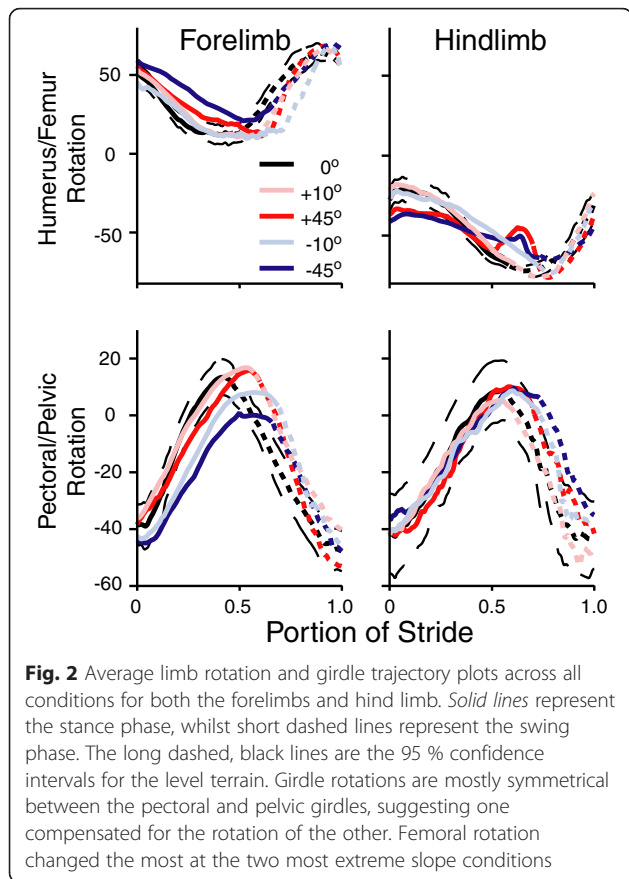 Forelimb
Hindlimb
Humerus/Femur
Rotation
50
0
-50
0º
+10º
+45º
-10º
-45º
Pectoral/Pelvic
Rotation
20
0
-20
-40
-60
0
0.5
1.0
0
0.5
1.0
Portion of Stride
Fig. 2 Average limb rotation and girdle trajectory plots across all
conditions for both the forelimbs and hind limb. Solid lines represent
the stance phase, whilst short dashed lines represent the swing
phase. The long dashed, black lines are the 95 % confidence
intervals for the level terrain. Girdle rotations are mostly symmetrical
between the pectoral and pelvic girdles, suggesting one
compensated for the rotation of the other. Femoral rotation
changed the most at the two most extreme slope conditions